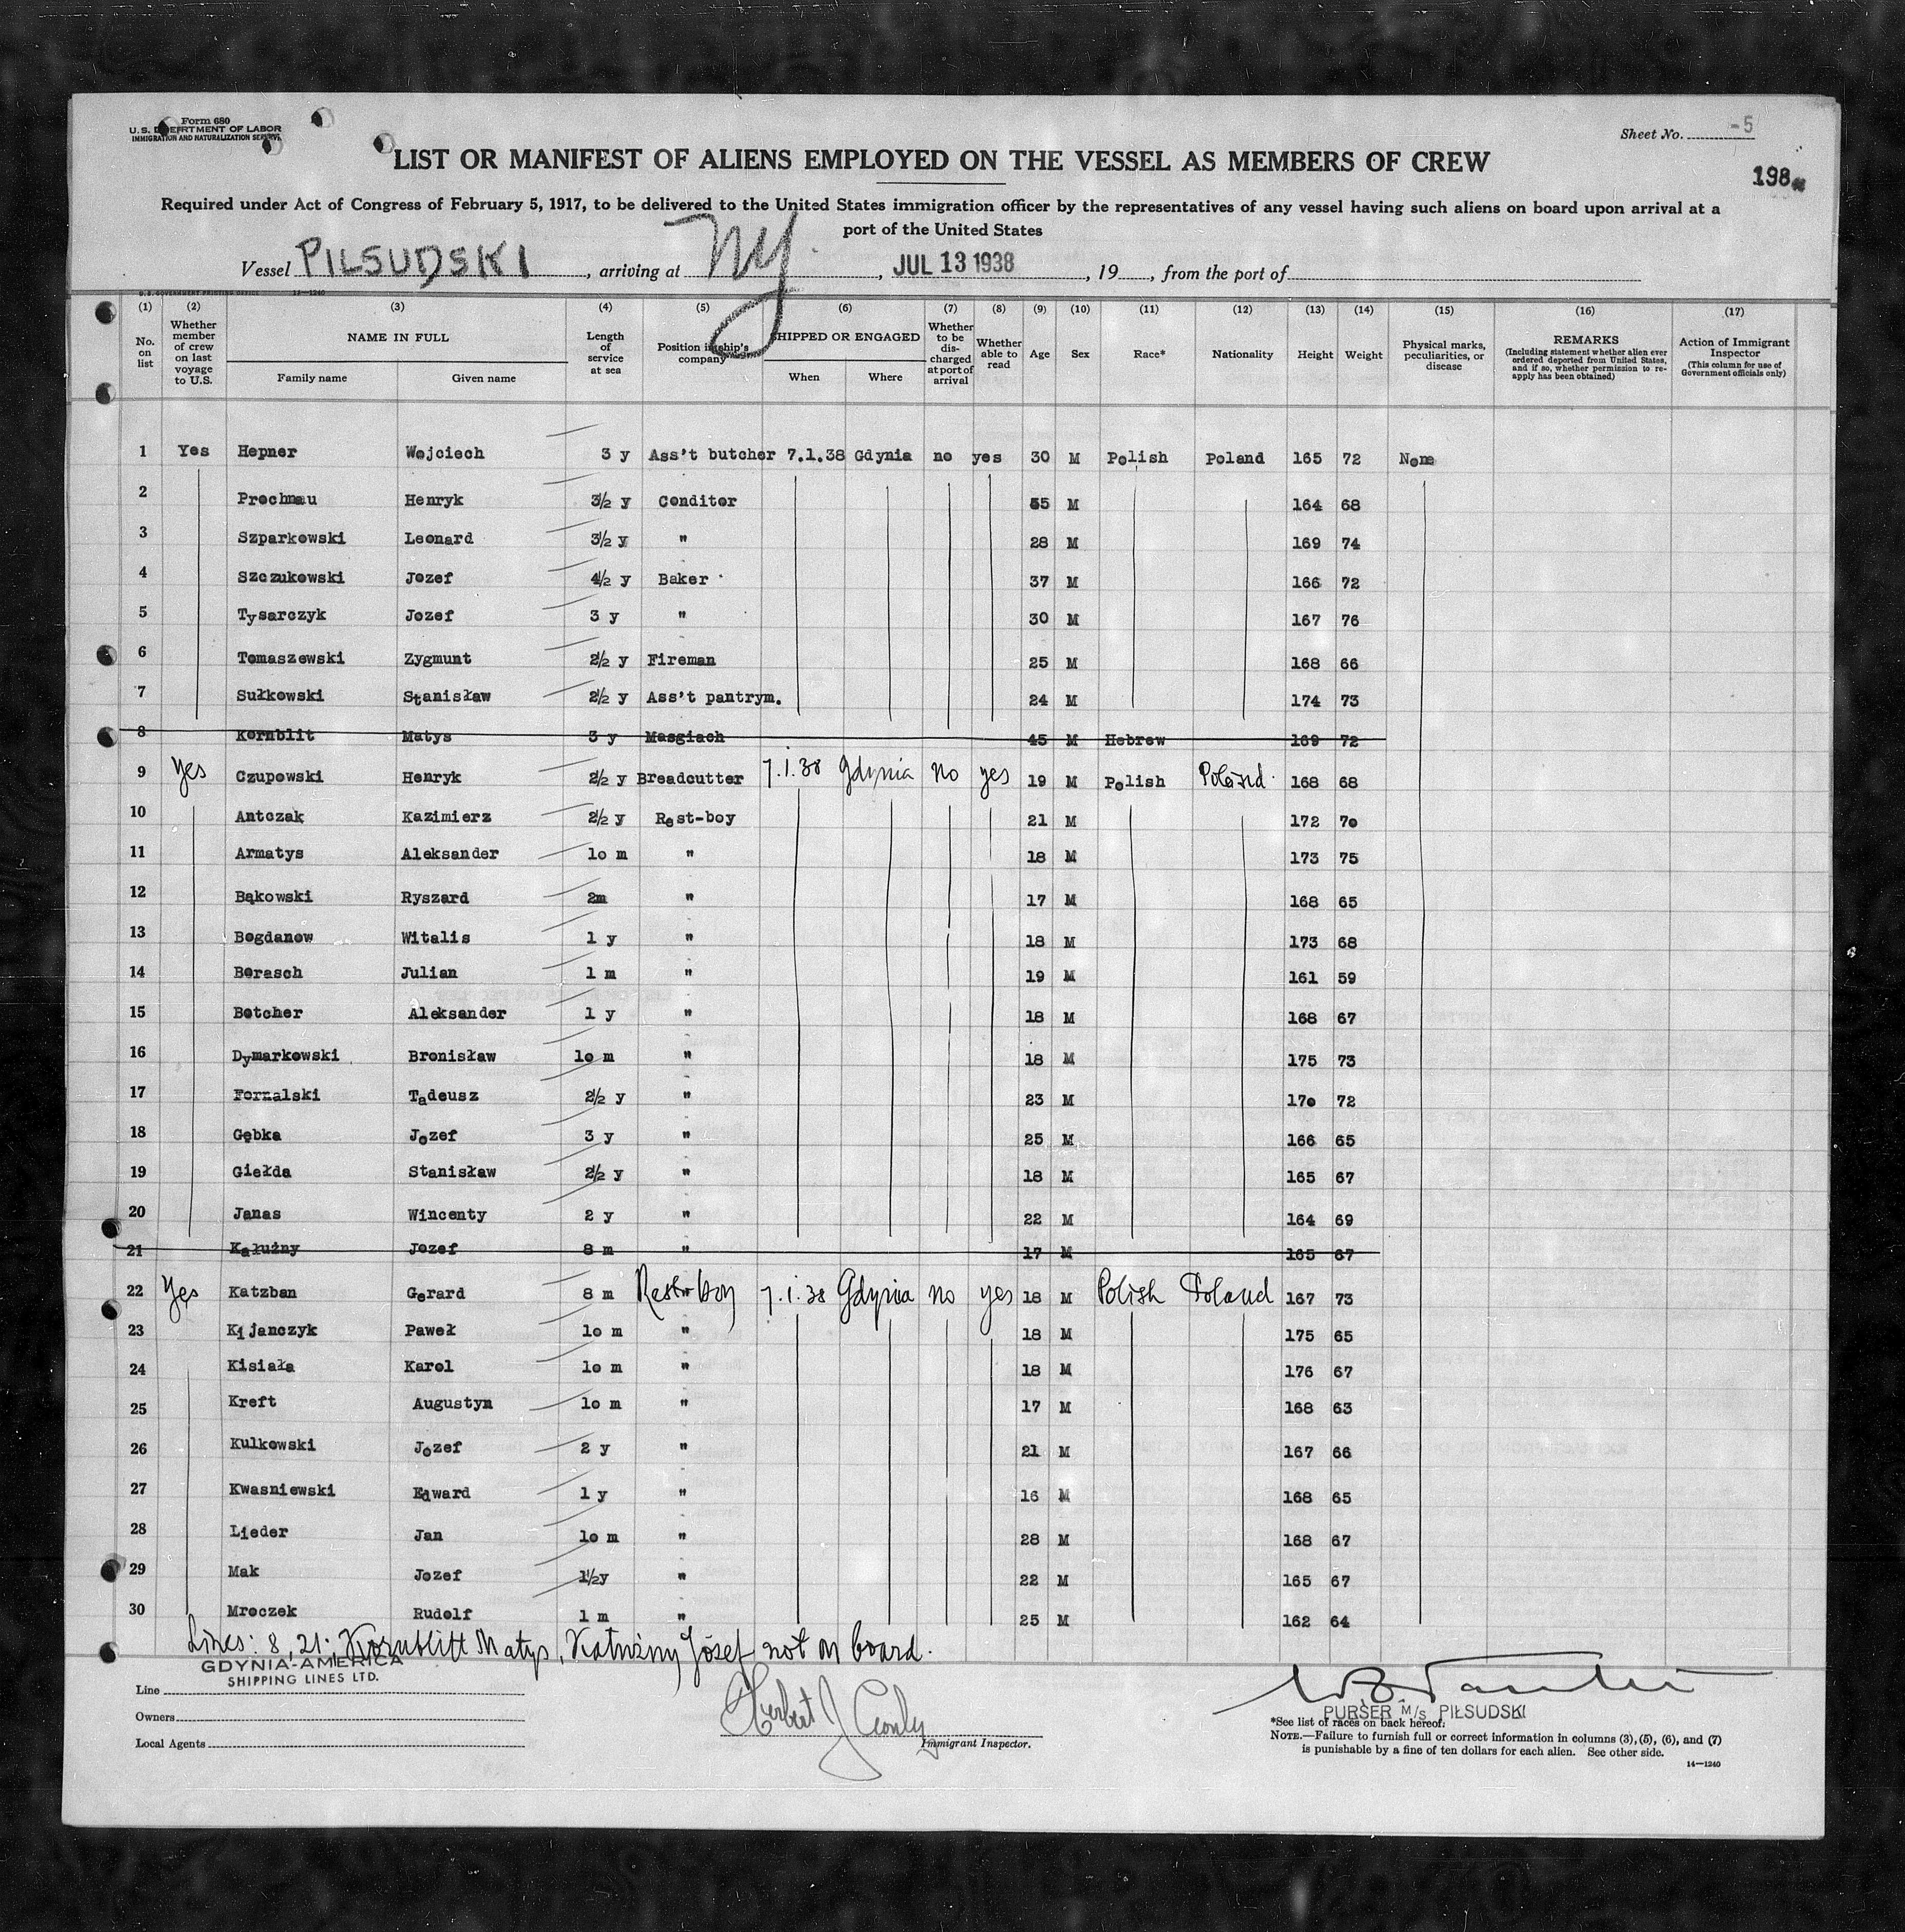 Form 680
U. S. DEPARTMENT OF LABOR
IMMIGRATION AND NATURALIZATION SERVICE
Sheet No. -5
198
LIST OR MANIFEST OF ALIENS EMPLOYED ON THE VESSEL AS MEMBERS OF CREW
Required under Act of Congress of February 5, 1917, to be delivered to the United States immigration officer by the representatives of any vessel having such aliens on board upon arrival at a
port of the United States
Vessel PILSUDSKI, arriving at NY, JUL 13 1938, 19 , from the port of
U. S. GOVERNMENT PRINTING OFFICE 14—1240
(1) (2) (3) (4) (5) (6) (7) (8) (9) (10) (11) (12) (13) (14) (15) (16) (17)
No. on list Whether member of crew on last voyage to U.S. NAME IN FULL Family name Given name Length of service at sea Position in ship's company SHIPPED OR ENGAGED When Where Whether to be discharged at port of arrival Whether able to read Age Sex Race* Nationality Height Weight Physical marks, peculiarities, or disease REMARKS (Including statement whether alien ever ordered deported from United States, and if so, whether permission to re-apply has been obtained) Action of Immigrant Inspector (This column for use of Government officials only)
1 Yes Hepner Wojciech 3 y Ass't butcher 7.1.38 Gdynia no yes 30 M Polish Poland 165 72 None
2 Prochnau Henryk 3½ y Conditor 55 M 164 68
3 Szparkowski Leonard 3½ y " 28 M 169 74
4 Szczukowski Jozef 4½ y Baker 37 M 166 72
5 Tysarczyk Jozef 3 y " 30 M 167 76
6 Tomaszewski Zygmunt 2½ y Fireman 25 M 168 66
7 Sułkowski Stanisław 2½ y Ass't pantrym. 24 M 174 73
8 Kornblit Matys 3 y Masgiach 45 M Hebrew 169 72
9 Yes Czupowski Henryk 2½ y Breadcutter 7.1.38 Gdynia no yes 19 M Polish Poland 168 68
10 Antczak Kazimierz 2½ y Rest-boy 21 M 172 70
11 Armatys Aleksander 10 m " 18 M 173 75
12 Bąkowski Ryszard 2m " 17 M 168 65
13 Bogdanow Witalis 1 y " 18 M 173 68
14 Borasch Julian 1 m " 19 M 161 59
15 Botcher Aleksander 1 y " 18 M 168 67
16 Dymarkowski Bronisław 10 m " 18 M 175 73
17 Fornalski Tadeusz 2½ y " 23 M 170 72
18 Gębka Jozef 3 y " 25 M 166 65
19 Giełda Stanisław 2½ y " 18 M 165 67
20 Janas Wincenty 2 y " 22 M 164 69
21 Kałużny Jozef 8 m " 17 M 165 67
22 Yes Katzban Gerard 8 m Rest-boy 7.1.38 Gdynia no yes 18 M Polish Poland 167 73
23 Kijanczyk Paweł 10 m " 18 M 175 65
24 Kisiała Karol 10 m " 18 M 176 67
25 Kreft Augustyn 10 m " 17 M 168 63
26 Kulkowski Jozef 2 y " 21 M 167 66
27 Kwasniewski Edward 1 y " 16 M 168 65
28 Lieder Jan 10 m " 28 M 168 67
29 Mak Jozef 1½y " 22 M 165 67
30 Mroczek Rudolf 1 m " 25 M 162 64
Lines: 8, 21: Kornblitt Matys, Kałużny Józef not on board.
GDYNIA-AMERICA
SHIPPING LINES LTD.
Line
Owners
Local Agents
Herbert J
Immigrant Inspector.
PURSER M/s PIŁSUDSKI
*See list of races on back hereof.
NOTE.—Failure to furnish full or correct information in columns (3), (5), (6), and (7)
is punishable by a fine of ten dollars for each alien. See other side.
14—1240